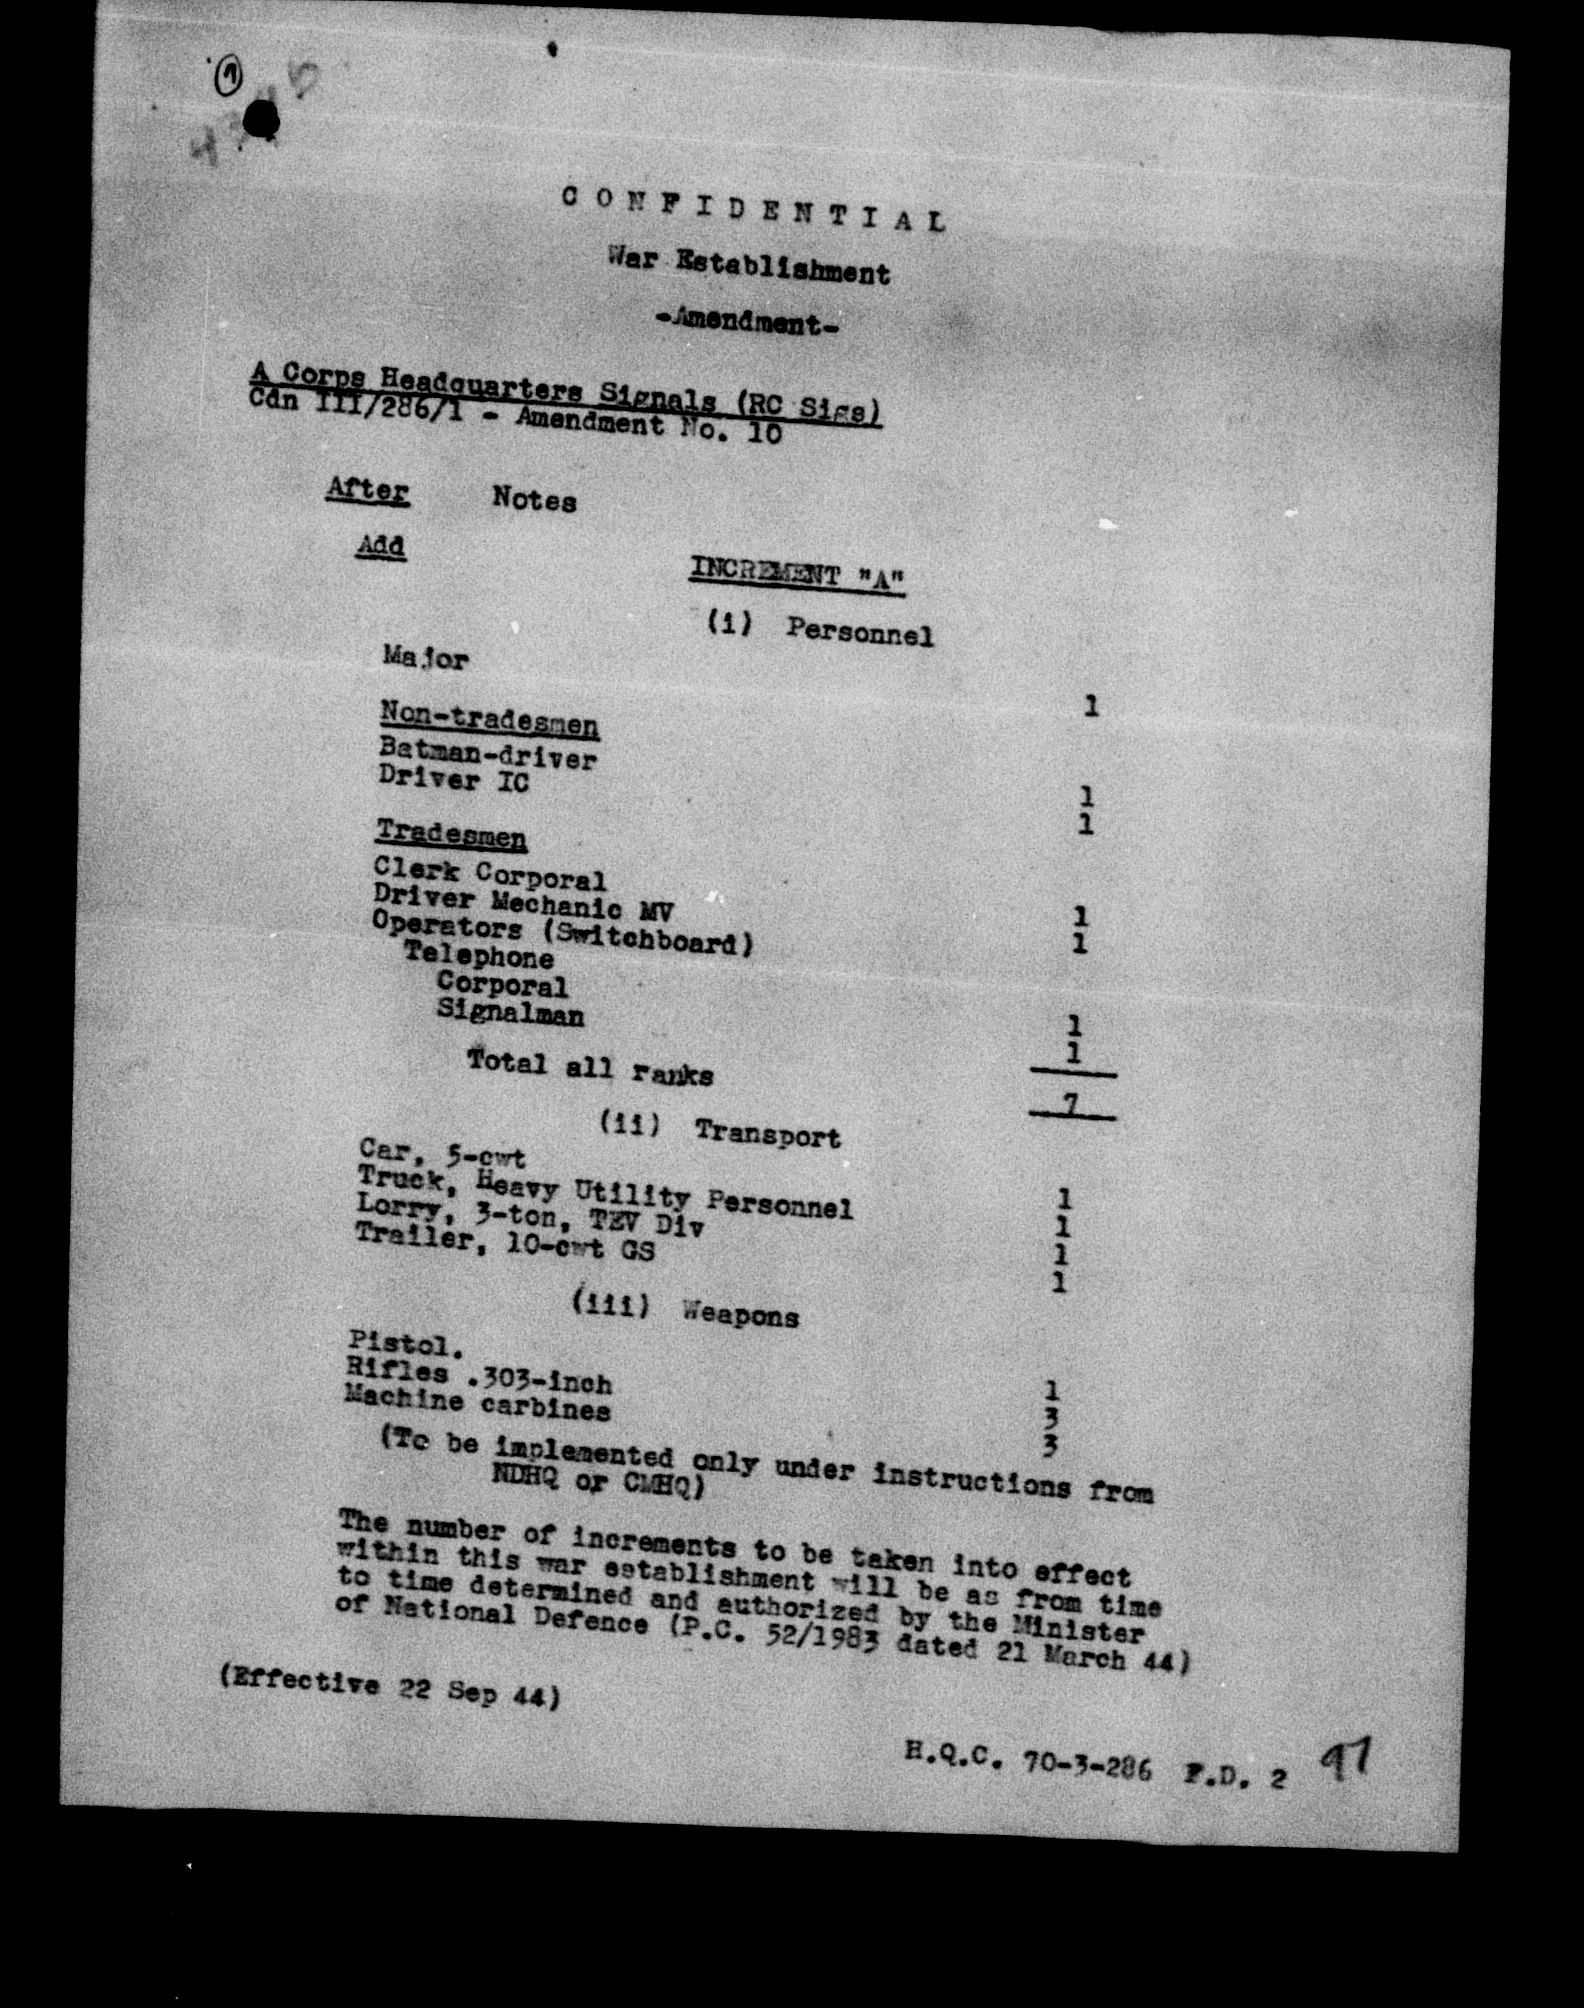 C O N F I D E N T I A L
War Establishment
-Amendment-
A Corps Headquarters Signals (RC Sigs)
Cdn III/286/1 - Amendment No. 10
After Notes
Add
INCREMENT "A"
(i) Personnel
Major 1
Non-tradesmen
Batman-driver 1
Driver IC 1
Tradesmen
Clerk Corporal 1
Driver Mechanic MV 1
Operators (Switchboard)
Telephone
Corporal 1
Signalman 1
Total all ranks 7
(ii) Transport
Car, 5-cwt 1
Truck, Heavy Utility Personnel 1
Lorry, 3-ton, TEV Div 1
Trailer, 10-cwt GS 1
(iii) Weapons
Pistol. 1
Rifles .303-inch 3
Machine carbines 3
(To be implemented only under instructions from
NDHQ or CMHQ)
The number of increments to be taken into effect
within this war establishment will be as from time
to time determined and authorized by the Minister
of National Defence (P.C. 52/1983 dated 21 March 44)
(Effective 22 Sep 44)
H.Q.C. 70-3-286 F.D. 2 97